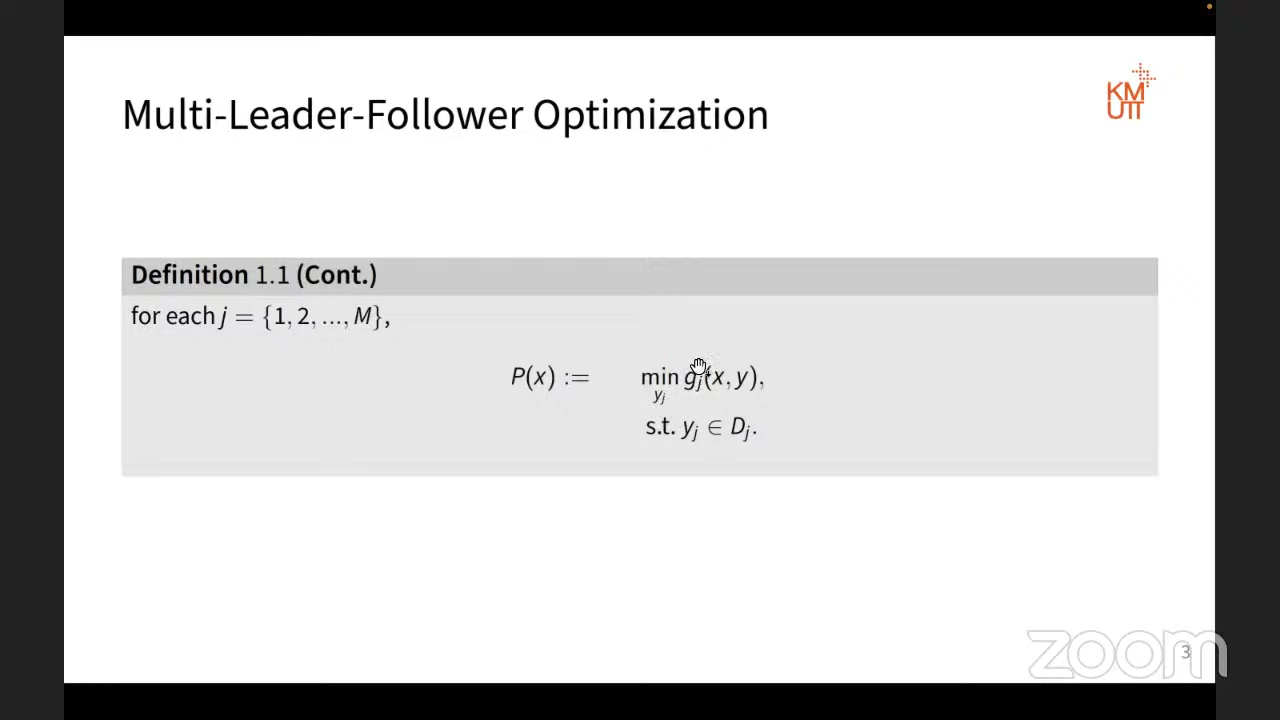 Multi-Leader-Follower Optimization
KM
UTT
Definition 1.1 (Cont.)
for each j = {1, 2, ..., M},
P(x) := min g_j(x, y),
y_j
s.t. y_j ∈ D_j.
zoom
3